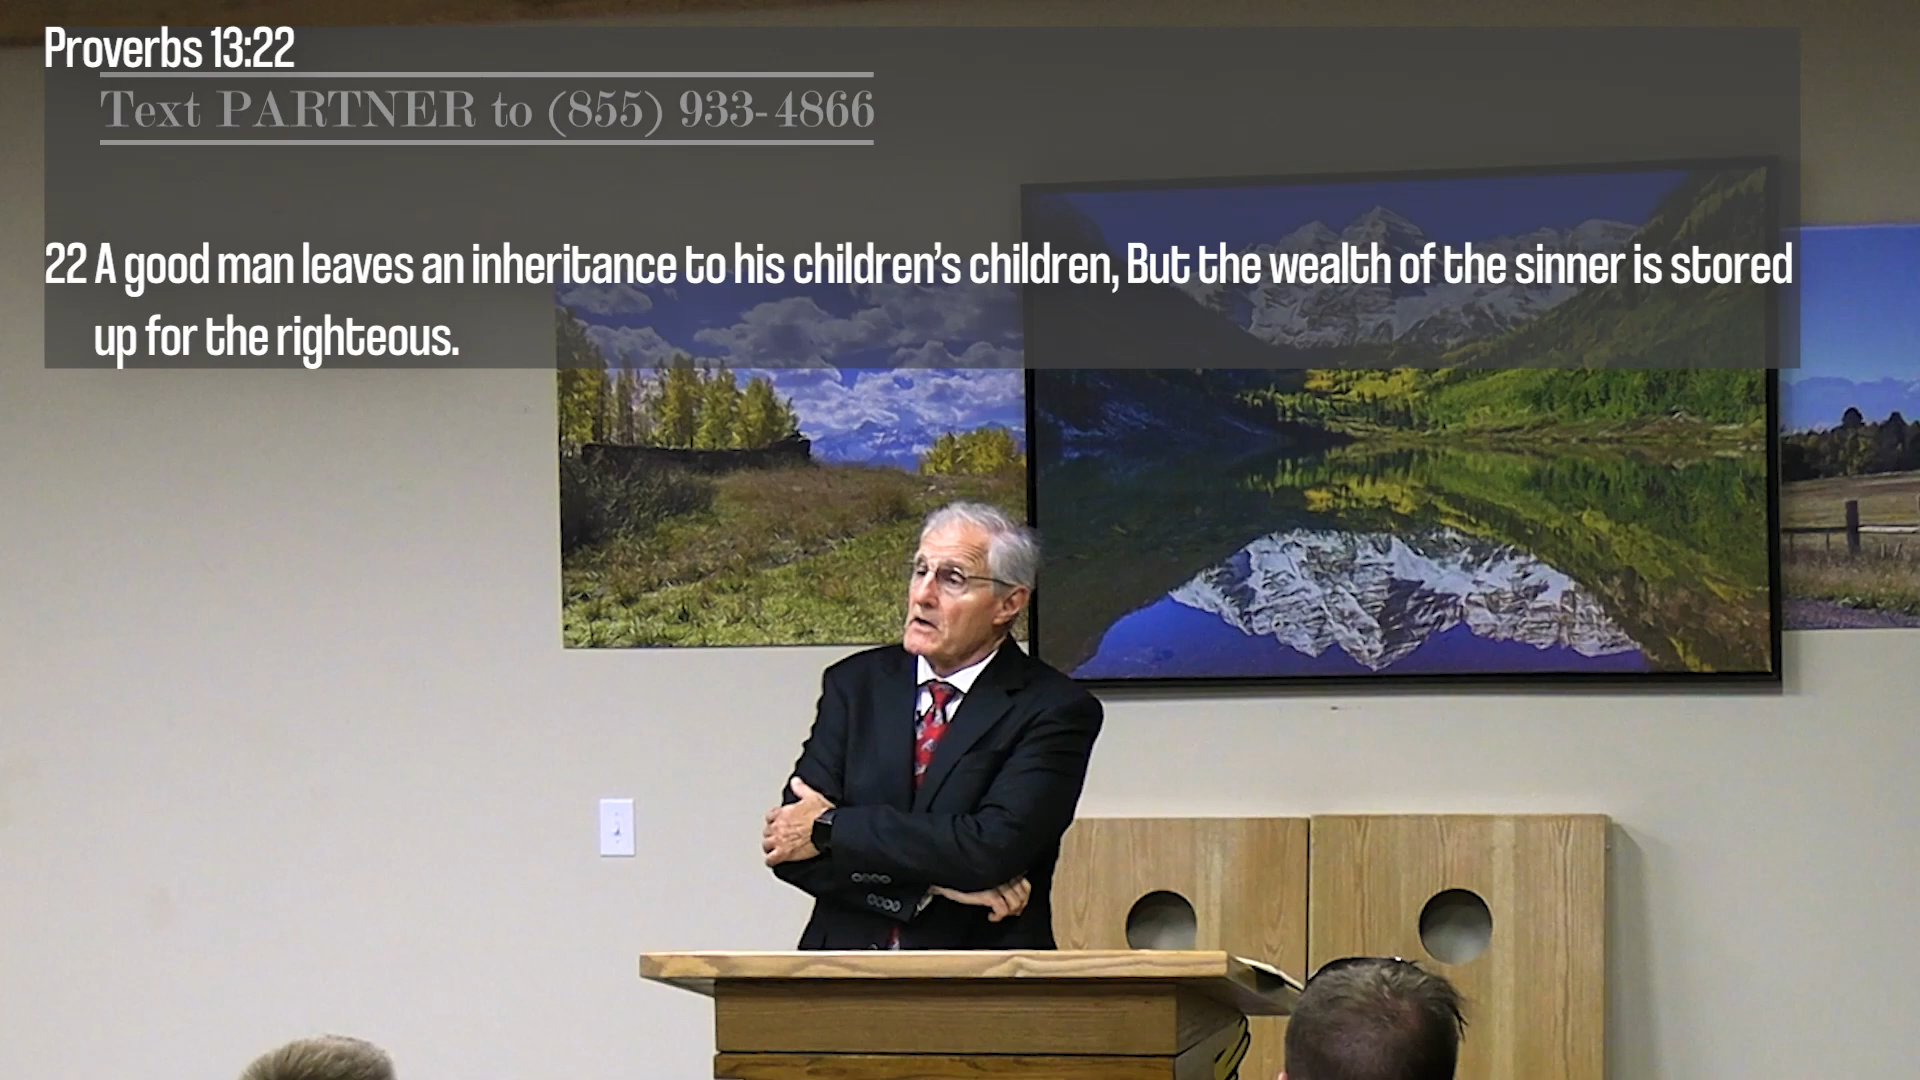 Proverbs 13:22
Text PARTNER to (855) 933-4866
22 A good man leaves an inheritance to his children’s children, But the wealth of the sinner is stored
up for the righteous.